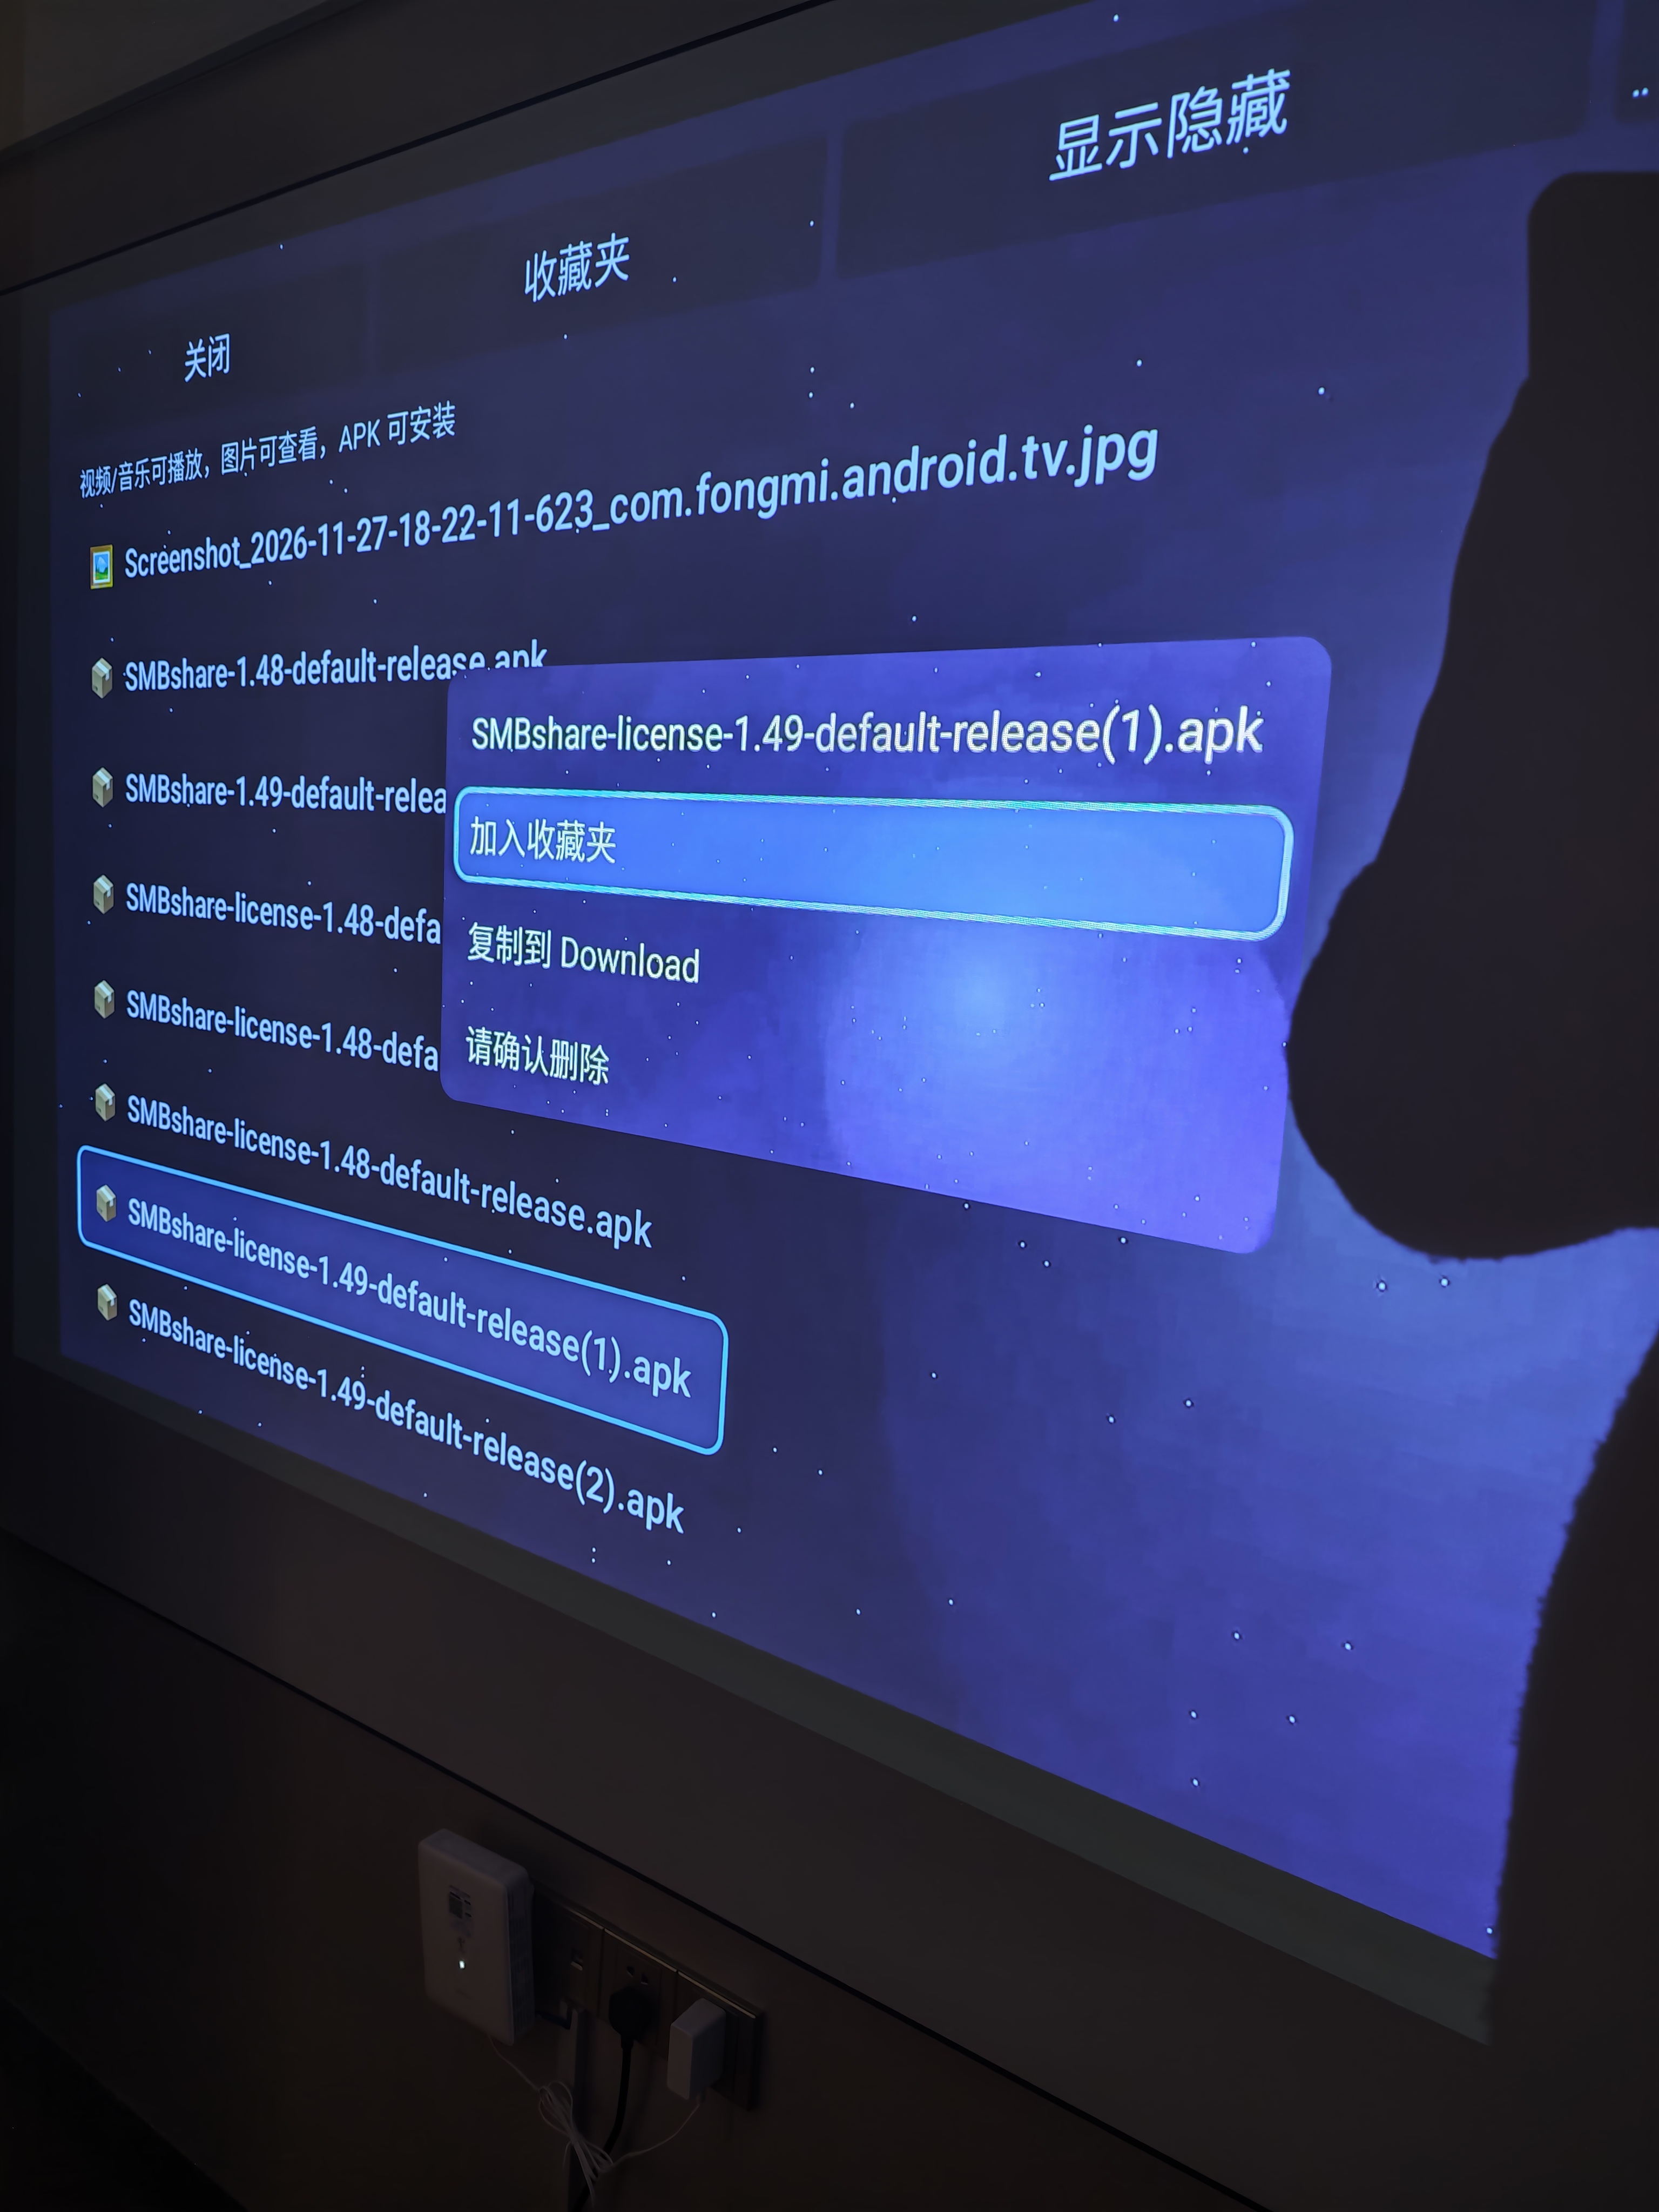 关闭
收藏夹
显示隐藏
视频/音乐可播放，图片可查看，APK 可安装
Screenshot_2026-11-27-18-22-11-623_com.fongmi.android.tv.jpg
SMBshare-1.48-default-release.apk
SMBshare-1.49-default-relea
SMBshare-license-1.48-defa
SMBshare-license-1.48-defa
SMBshare-license-1.48-default-release.apk
SMBshare-license-1.49-default-release(1).apk
SMBshare-license-1.49-default-release(2).apk
SMBshare-license-1.49-default-release(1).apk
加入收藏夹
复制到 Download
请确认删除